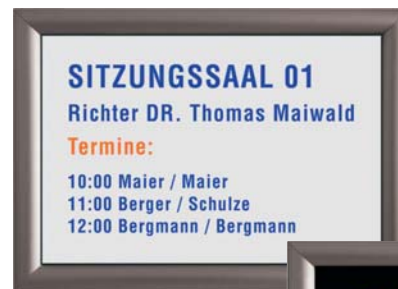 SITZUNGSSAAL 01
Richter DR. Thomas Maiwald
Termine:
10:00 Maier / Maier
11:00 Berger / Schulze
12:00 Bergmann / Bergmann